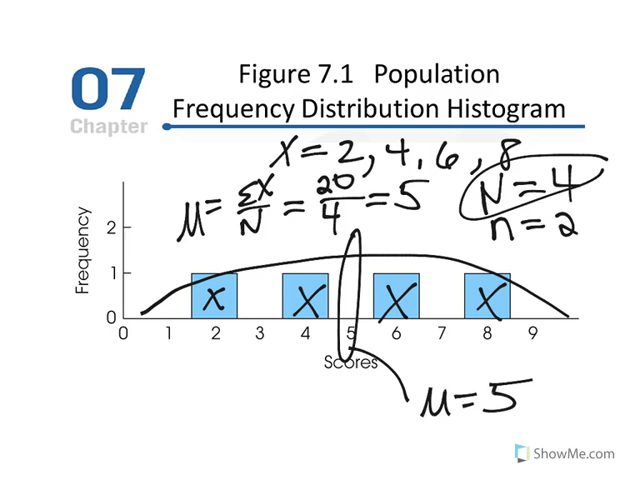 07
Chapter
Figure 7.1 Population
Frequency Distribution Histogram
X = 2, 4, 6, 8
μ = ΣX/N = 20/4 = 5
N = 4
n = 2
Frequency
2
1
0
X X X X
0 1 2 3 4 5 6 7 8 9
Scores
μ = 5
ShowMe.com